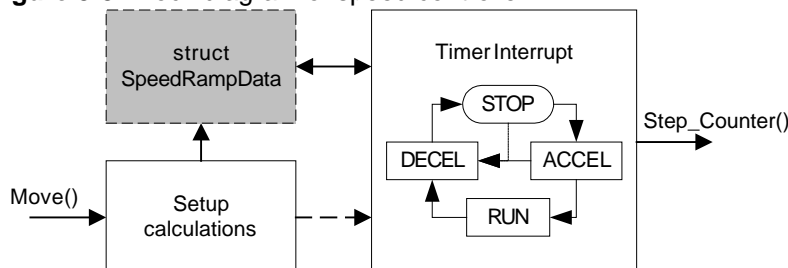 struct
SpeedRampData
Timer Interrupt
STOP
Step_Counter()
DECEL
ACCEL
Move()
Setup
calculations
RUN